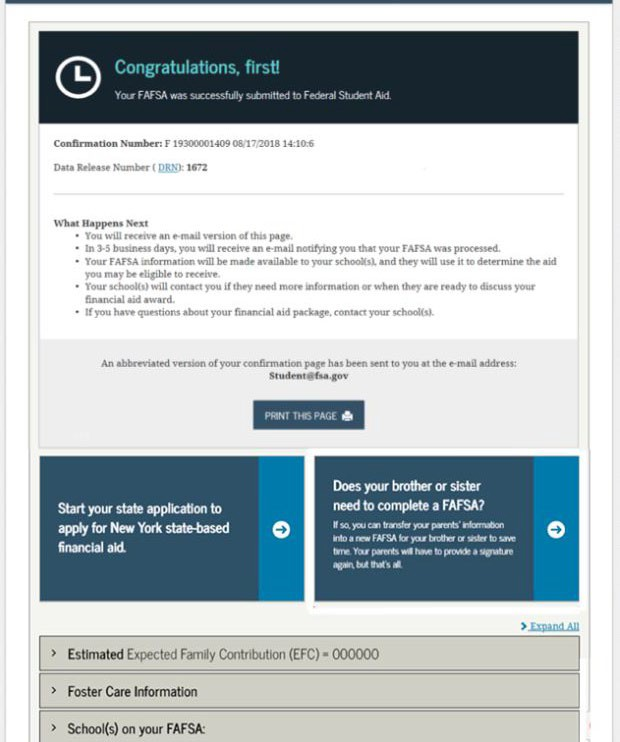 Congratulations, first!
Your FAFSA was successfully submitted to Federal Student Aid.
Confirmation Number: F 19300001409 08/17/2018 14:10:6
Data Release Number ( DRN): 1672
What Happens Next
• You will receive an e-mail version of this page.
• In 3-5 business days, you will receive an e-mail notifying you that your FAFSA was processed.
• Your FAFSA information will be made available to your school(s), and they will use it to determine the aid
you may be eligible to receive.
• Your school(s) will contact you if they need more information or when they are ready to discuss your
financial aid award.
• If you have questions about your financial aid package, contact your school(s).
An abbreviated version of your confirmation page has been sent to you at the e-mail address:
Student@fsa.gov
PRINT THIS PAGE
Start your state application to
apply for New York state-based
financial aid.
Does your brother or sister
need to complete a FAFSA?
If so, you can transfer your parents' information
into a new FAFSA for your brother or sister to save
time. Your parents will have to provide a signature
again, but that's all.
Expand All
Estimated Expected Family Contribution (EFC) = 000000
Foster Care Information
School(s) on your FAFSA: